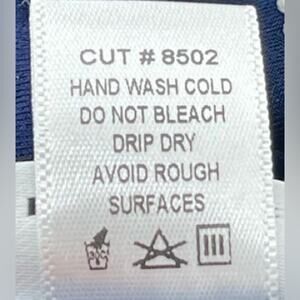 CUT # 8502
HAND WASH COLD
DO NOT BLEACH
DRIP DRY
AVOID ROUGH
SURFACES